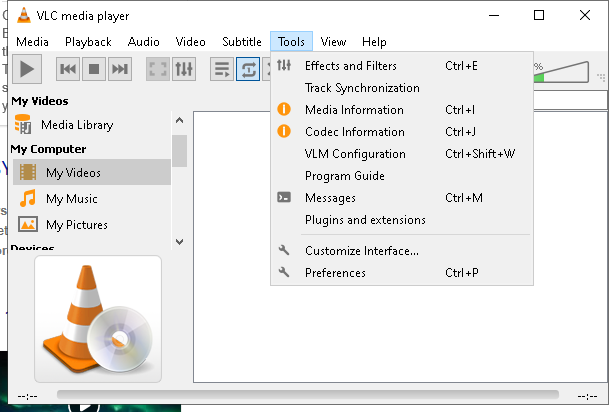 VLC media player
Media Playback Audio Video Subtitle Tools View Help
Effects and Filters Ctrl+E
Track Synchronization
Media Information Ctrl+I
Codec Information Ctrl+J
VLM Configuration Ctrl+Shift+W
Program Guide
Messages Ctrl+M
Plugins and extensions
Customize Interface...
Preferences Ctrl+P
%
My Videos
Media Library
My Computer
My Videos
My Music
My Pictures
Devices
--:-- --:--